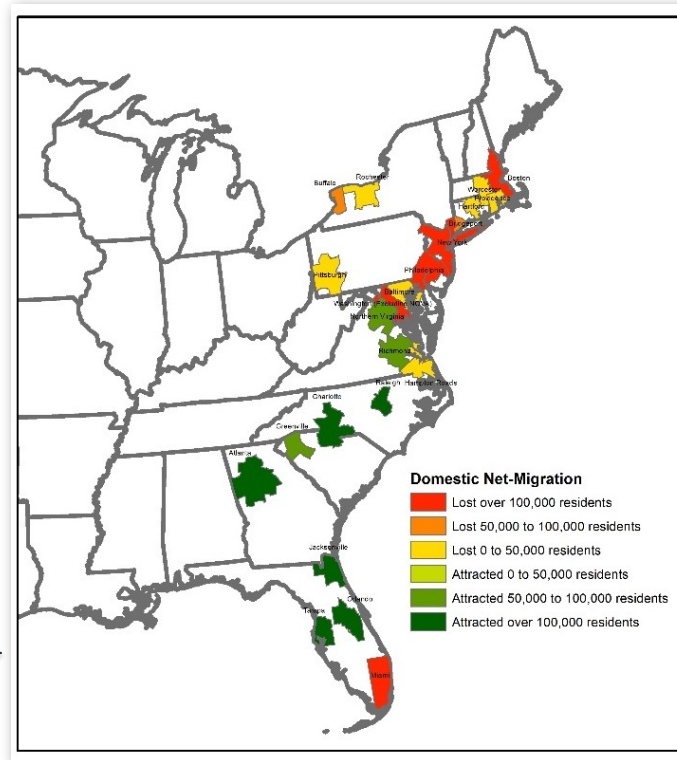 Buffalo
Rochester
Boston
Worcester
Providence
Hartford
Bridgeport
New York
Philadelphia
Pittsburgh
Baltimore
Washington (Excluding NOVA)
Northern Virginia
Richmond
Hampton Roads
Raleigh
Charlotte
Greenville
Atlanta
Domestic Net-Migration
Lost over 100,000 residents
Lost 50,000 to 100,000 residents
Lost 0 to 50,000 residents
Attracted 0 to 50,000 residents
Attracted 50,000 to 100,000 residents
Attracted over 100,000 residents
Jacksonville
Orlando
Tampa
Miami